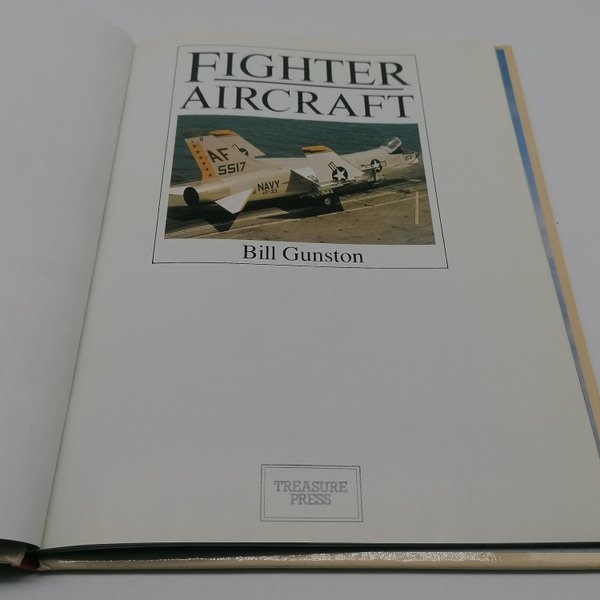 FIGHTER
AIRCRAFT
AF
5517
NAVY
Bill Gunston
TREASURE
PRESS